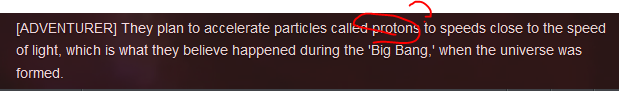 [ADVENTURER] They plan to accelerate particles called protons to speeds close to the speed
of light, which is what they believe happened during the 'Big Bang,' when the universe was
formed.